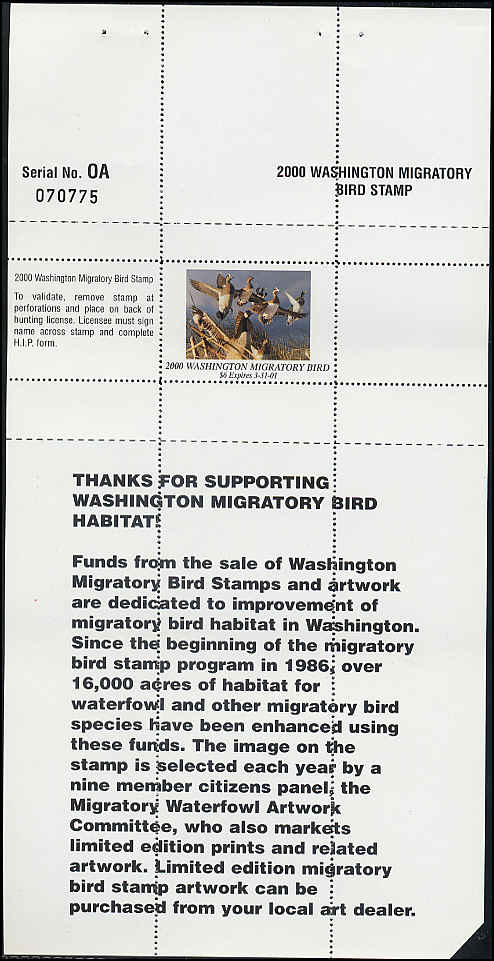 Serial No. OA
070775
2000 WASHINGTON MIGRATORY
BIRD STAMP
2000 Washington Migratory Bird Stamp
To validate, remove stamp at
perforations and place on back of
hunting license. Licensee must sign
name across stamp and complete
H.I.P. form.
2000 WASHINGTON MIGRATORY BIRD
$6 Expires 3-31-01
THANKS FOR SUPPORTING
WASHINGTON MIGRATORY BIRD
HABITAT!
Funds from the sale of Washington
Migratory Bird Stamps and artwork
are dedicated to improvement of
migratory bird habitat in Washington.
Since the beginning of the migratory
bird stamp program in 1986, over
16,000 acres of habitat for
waterfowl and other migratory bird
species have been enhanced using
these funds. The image on the
stamp is selected each year by a
nine member citizens panel, the
Migratory Waterfowl Artwork
Committee, who also markets
limited edition prints and related
artwork. Limited edition migratory
bird stamp artwork can be
purchased from your local art dealer.